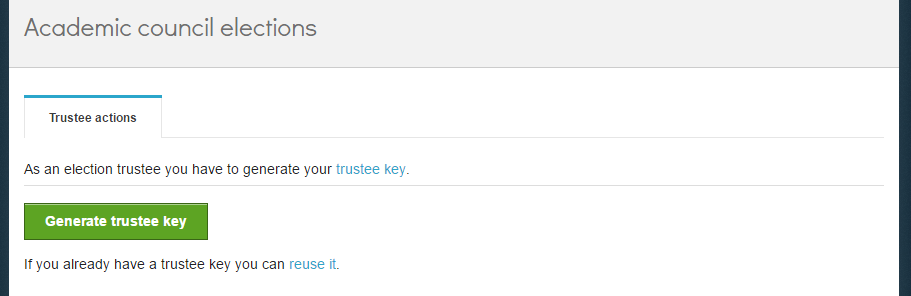 Academic council elections
Trustee actions
As an election trustee you have to generate your trustee key.
Generate trustee key
If you already have a trustee key you can reuse it.